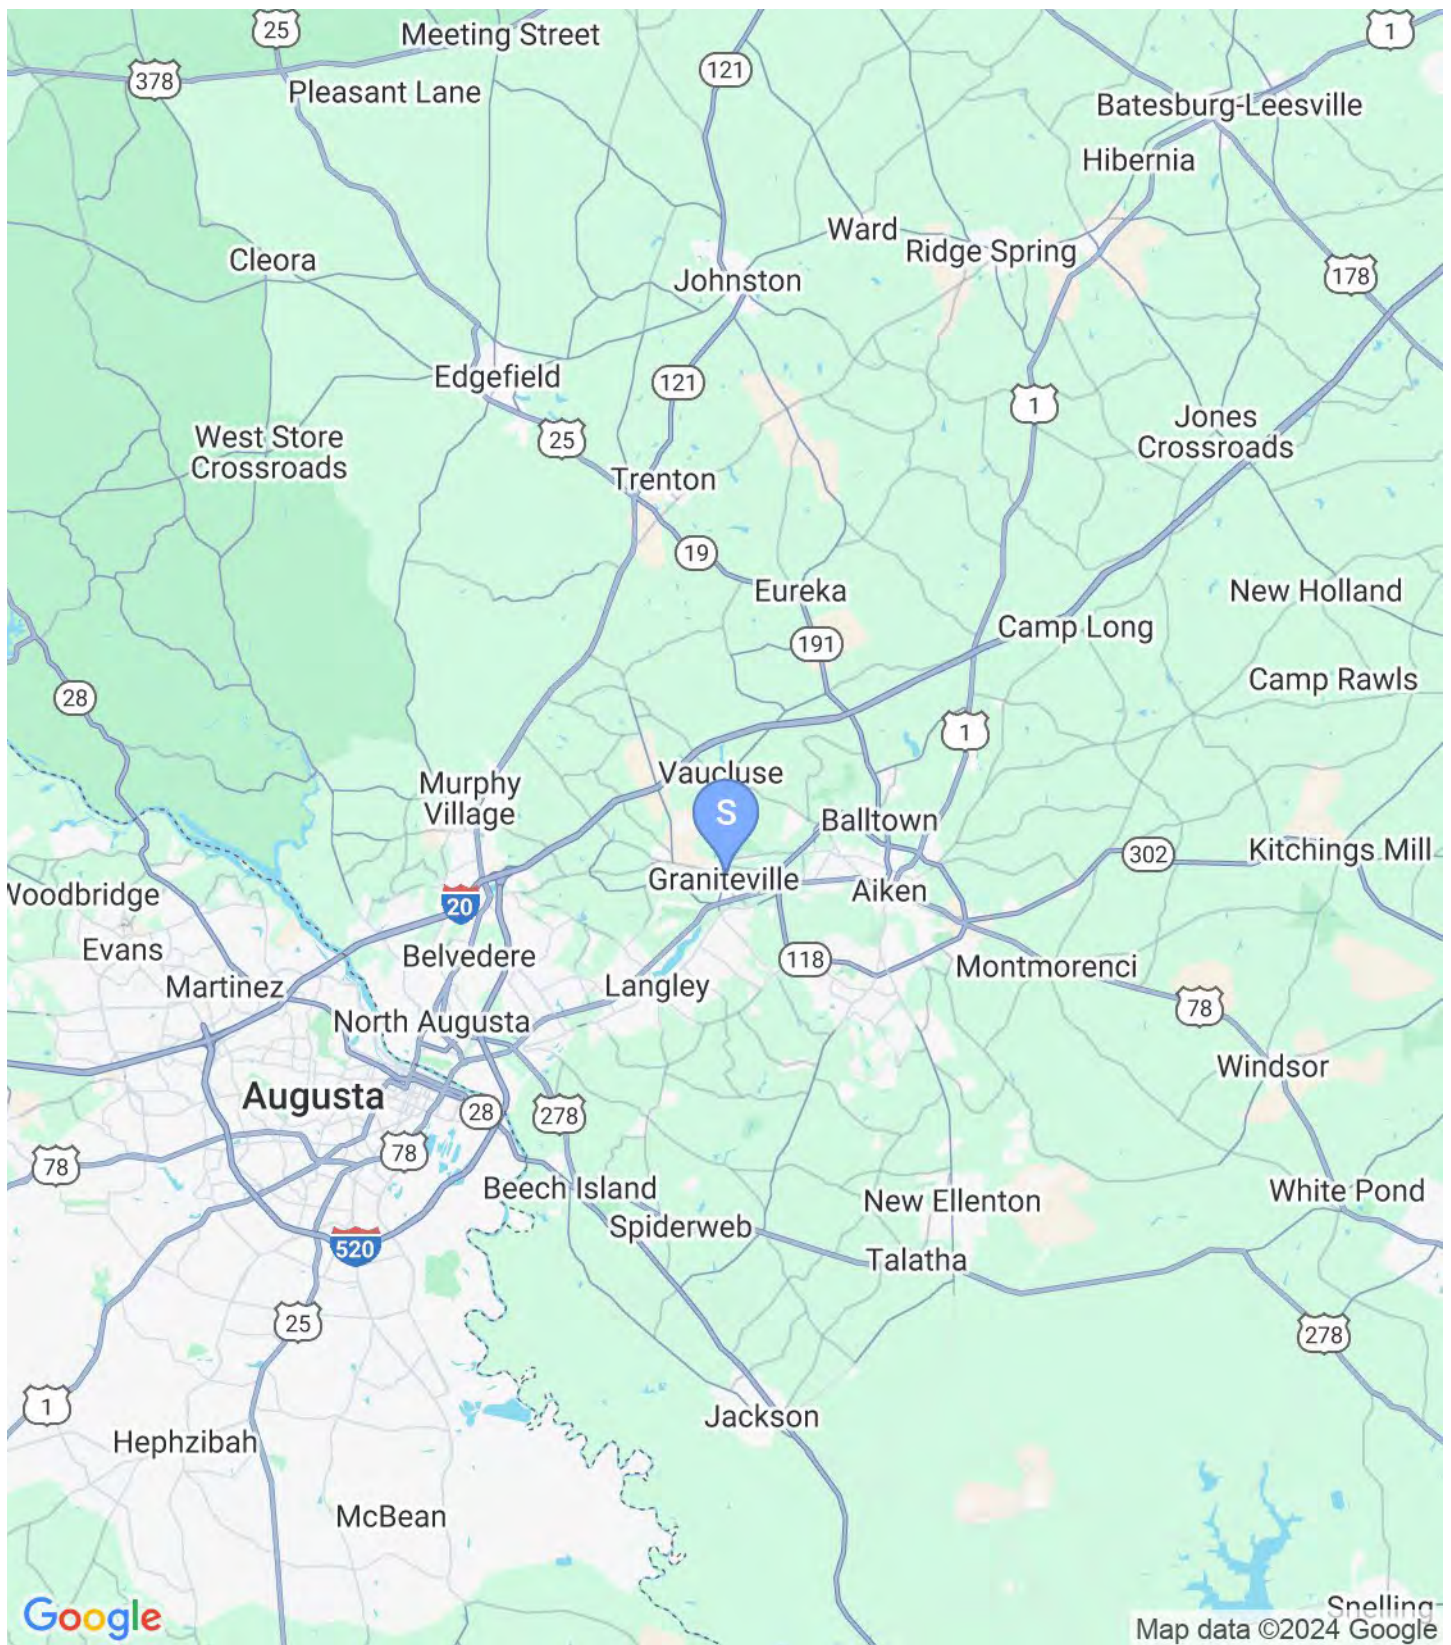 25
Meeting Street
1
378
Pleasant Lane
121
Batesburg-Leesville
Hibernia
Ward
Ridge Spring
Cleora
Johnston
178
Edgefield
121
1
25
West Store
Crossroads
Jones
Crossroads
Trenton
19
Eureka
New Holland
191
Camp Long
28
Camp Rawls
1
Vaucluse
Murphy
Village
S
Balltown
302
Kitchings Mill
Graniteville
Aiken
Woodbridge
20
Evans
Belvedere
118
Montmorenci
Martinez
Langley
78
North Augusta
Windsor
Augusta
28
278
78
78
Beech Island
New Ellenton
White Pond
Spiderweb
520
Talatha
25
278
1
Jackson
Hephzibah
McBean
Snelling
Google
Map data ©2024 Google